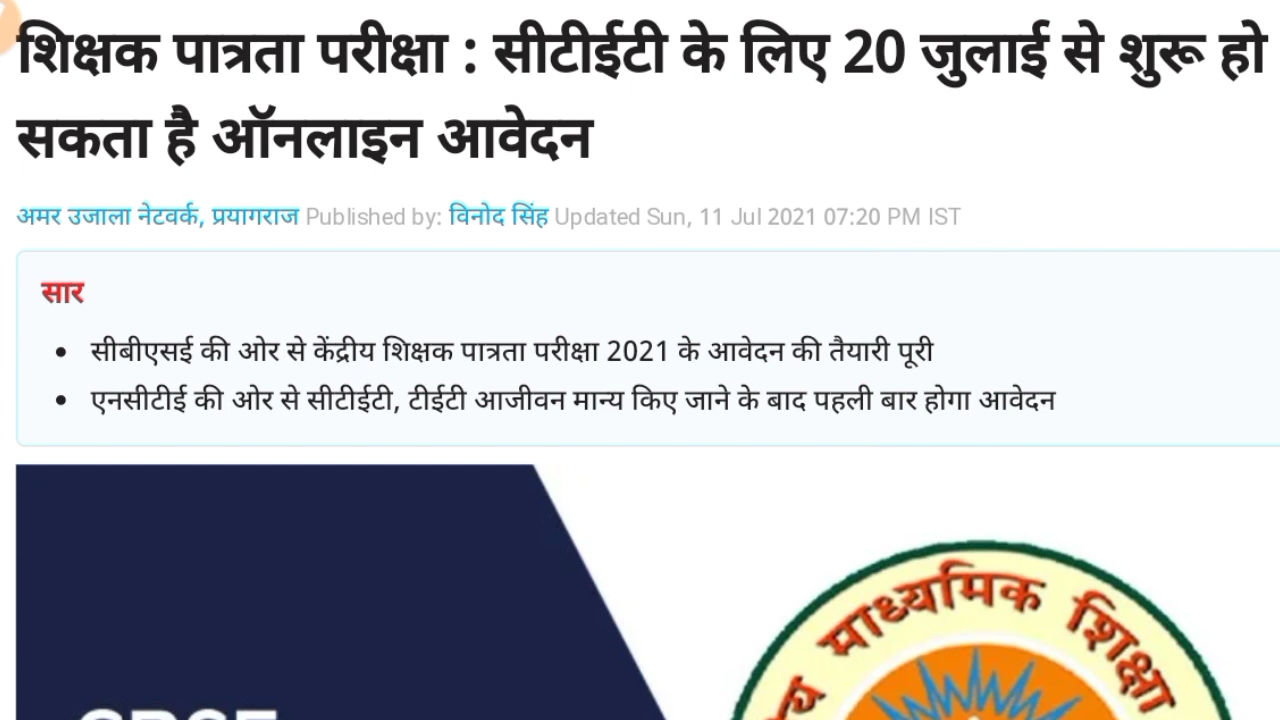 शिक्षक पात्रता परीक्षा : सीटीईटी के लिए 20 जुलाई से शुरू हो
सकता है ऑनलाइन आवेदन
अमर उजाला नेटवर्क, प्रयागराज Published by: विनोद सिंह Updated Sun, 11 Jul 2021 07:20 PM IST
सार
• सीबीएसई की ओर से केंद्रीय शिक्षक पात्रता परीक्षा 2021 के आवेदन की तैयारी पूरी
• एनसीटीई की ओर से सीटीईटी, टीईटी आजीवन मान्य किए जाने के बाद पहली बार होगा आवेदन
माध्यमिक शिक्षा